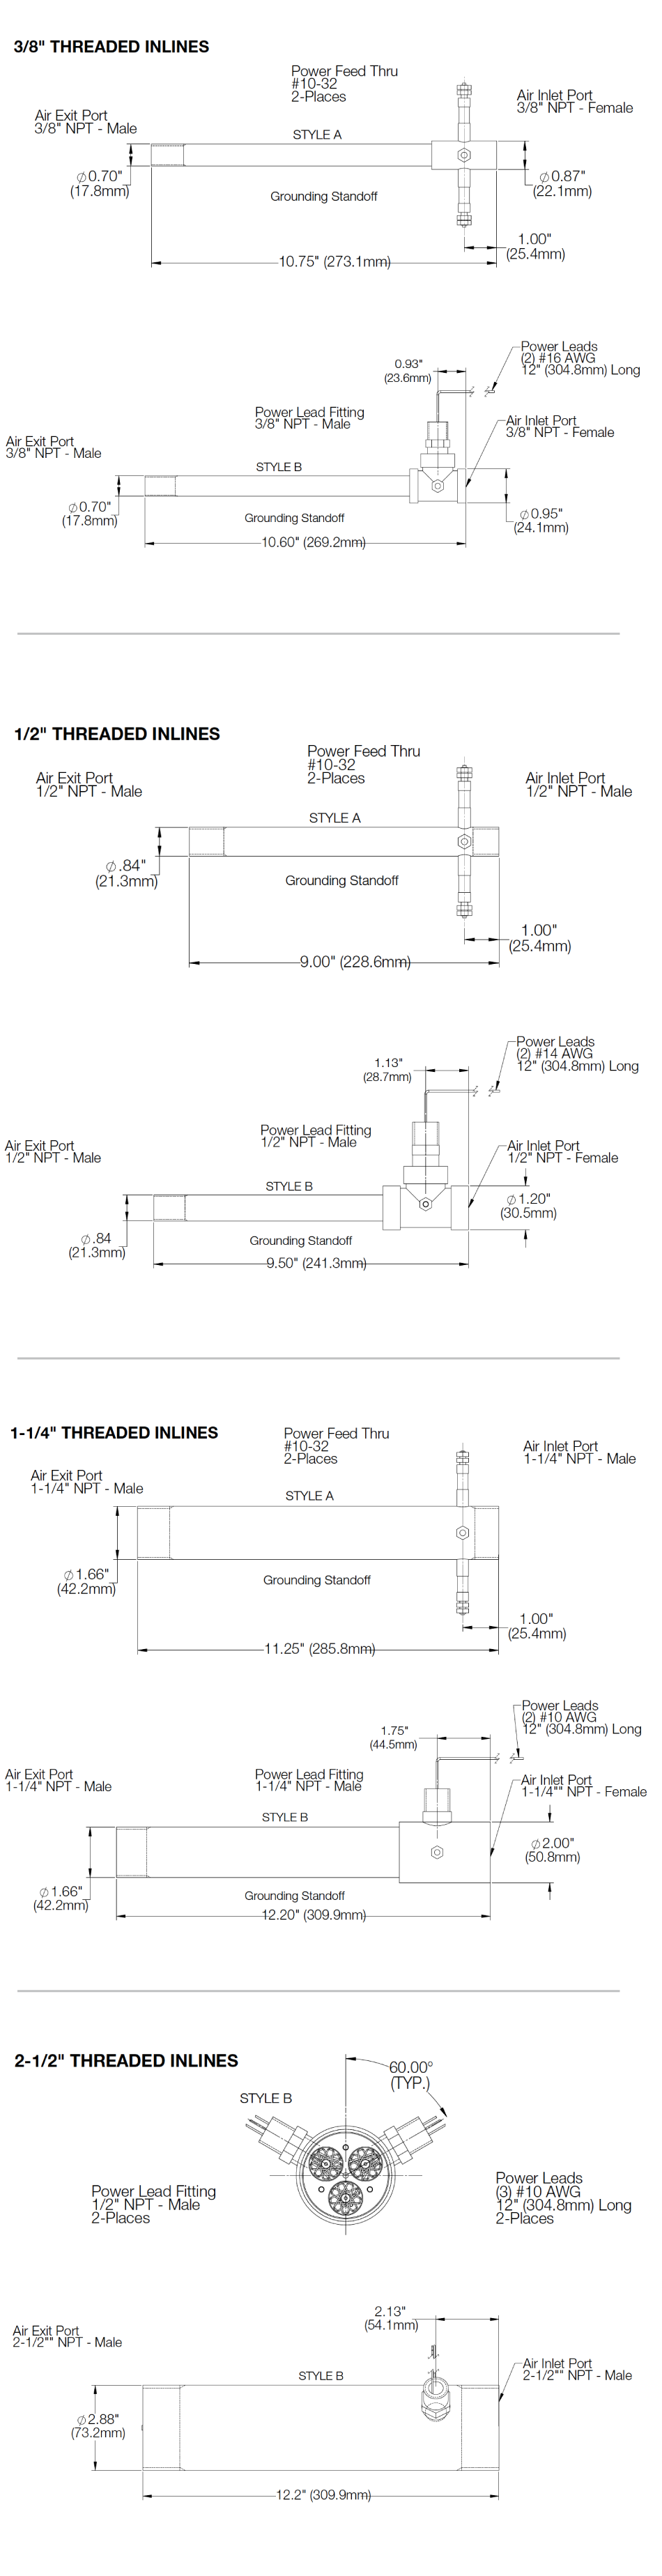 3/8" THREADED INLINES
Power Feed Thru
#10-32
2-Places
Air Inlet Port
3/8" NPT - Female
Air Exit Port
3/8" NPT - Male
STYLE A
⌀0.70"
(17.8mm)
⌀0.87"
(22.1mm)
Grounding Standoff
1.00"
(25.4mm)
10.75" (273.1mm)
Power Leads
(2) #16 AWG
12" (304.8mm) Long
0.93"
(23.6mm)
Power Lead Fitting
3/8" NPT - Male
Air Inlet Port
3/8" NPT - Female
Air Exit Port
3/8" NPT - Male
STYLE B
⌀0.70"
(17.8mm)
⌀0.95"
(24.1mm)
Grounding Standoff
10.60" (269.2mm)
1/2" THREADED INLINES
Power Feed Thru
#10-32
2-Places
Air Exit Port
1/2" NPT - Male
Air Inlet Port
1/2" NPT - Male
STYLE A
⌀.84"
(21.3mm)
Grounding Standoff
1.00"
(25.4mm)
9.00" (228.6mm)
Power Leads
(2) #14 AWG
12" (304.8mm) Long
1.13"
(28.7mm)
Power Lead Fitting
1/2" NPT - Male
Air Exit Port
1/2" NPT - Male
Air Inlet Port
1/2" NPT - Female
STYLE B
⌀1.20"
(30.5mm)
⌀.84
(21.3mm)
Grounding Standoff
9.50" (241.3mm)
1-1/4" THREADED INLINES
Power Feed Thru
#10-32
2-Places
Air Inlet Port
1-1/4" NPT - Male
Air Exit Port
1-1/4" NPT - Male
STYLE A
⌀1.66"
(42.2mm)
Grounding Standoff
1.00"
(25.4mm)
11.25" (285.8mm)
Power Leads
(2) #10 AWG
12" (304.8mm) Long
1.75"
(44.5mm)
Air Exit Port
1-1/4" NPT - Male
Power Lead Fitting
1-1/4" NPT - Male
Air Inlet Port
1-1/4"" NPT - Female
STYLE B
⌀2.00"
(50.8mm)
⌀1.66"
(42.2mm)
Grounding Standoff
12.20" (309.9mm)
2-1/2" THREADED INLINES
60.00°
(TYP.)
STYLE B
Power Lead Fitting
1/2" NPT - Male
2-Places
Power Leads
(3) #10 AWG
12" (304.8mm) Long
2-Places
2.13"
(54.1mm)
Air Exit Port
2-1/2"" NPT - Male
Air Inlet Port
2-1/2"" NPT - Male
STYLE B
⌀2.88"
(73.2mm)
12.2" (309.9mm)